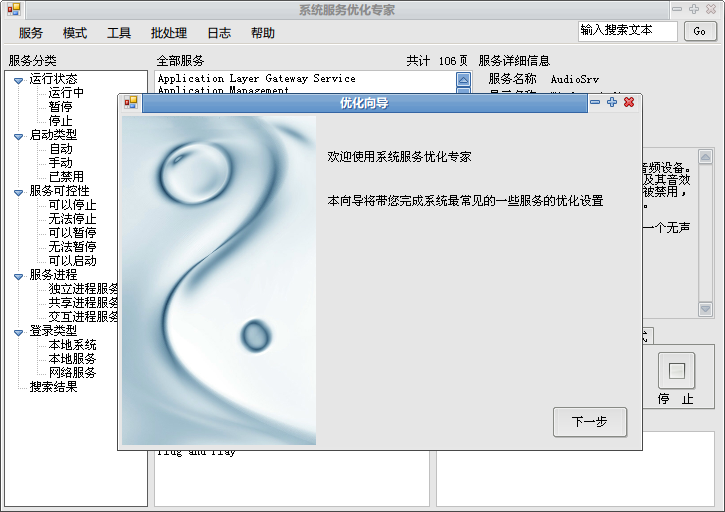 系统服务优化专家
服务 模式 工具 批处理 日志 帮助
输入搜索文本 Go
服务分类
运行状态
运行中
暂停
停止
启动类型
自动
手动
已禁用
服务可控性
可以停止
无法停止
可以暂停
无法暂停
可以启动
服务进程
独立进程服务
共享进程服务
交互进程服务
登录类型
本地系统
本地服务
网络服务
搜索结果
全部服务 共计 106 页
Application Layer Gateway Service
Application Management
Plug and Play
服务详细信息
服务名称 AudioSrv
显示名称
音频设备。
及其音效
被禁用，
。
一个无声
式
停 止
优化向导
欢迎使用系统服务优化专家
本向导将带您完成系统最常见的一些服务的优化设置
下一步